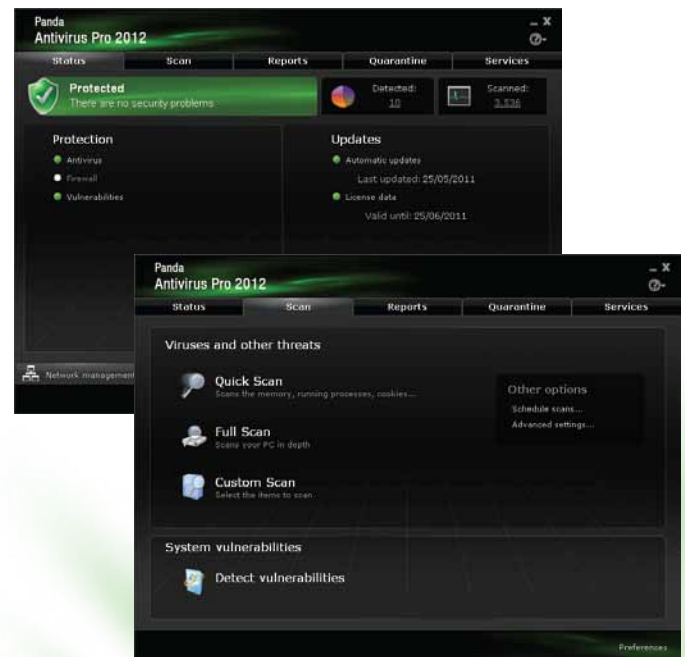 Panda
Antivirus Pro 2012
Status Scan Reports Quarantine Services
Protected
There are no security problems
Detected:
10
Scanned:
3,536
Protection
Antivirus
Firewall
Vulnerabilities
Updates
Automatic updates
Last updated: 25/05/2011
License data
Valid until: 25/06/2011
Network management
Panda
Antivirus Pro 2012
Status Scan Reports Quarantine Services
Viruses and other threats
Quick Scan
Scans the memory, running processes, cookies...
Full Scan
Scans your PC in depth
Custom Scan
Select the items to scan
Other options
Schedule scans...
Advanced settings...
System vulnerabilities
Detect vulnerabilities
Preferences